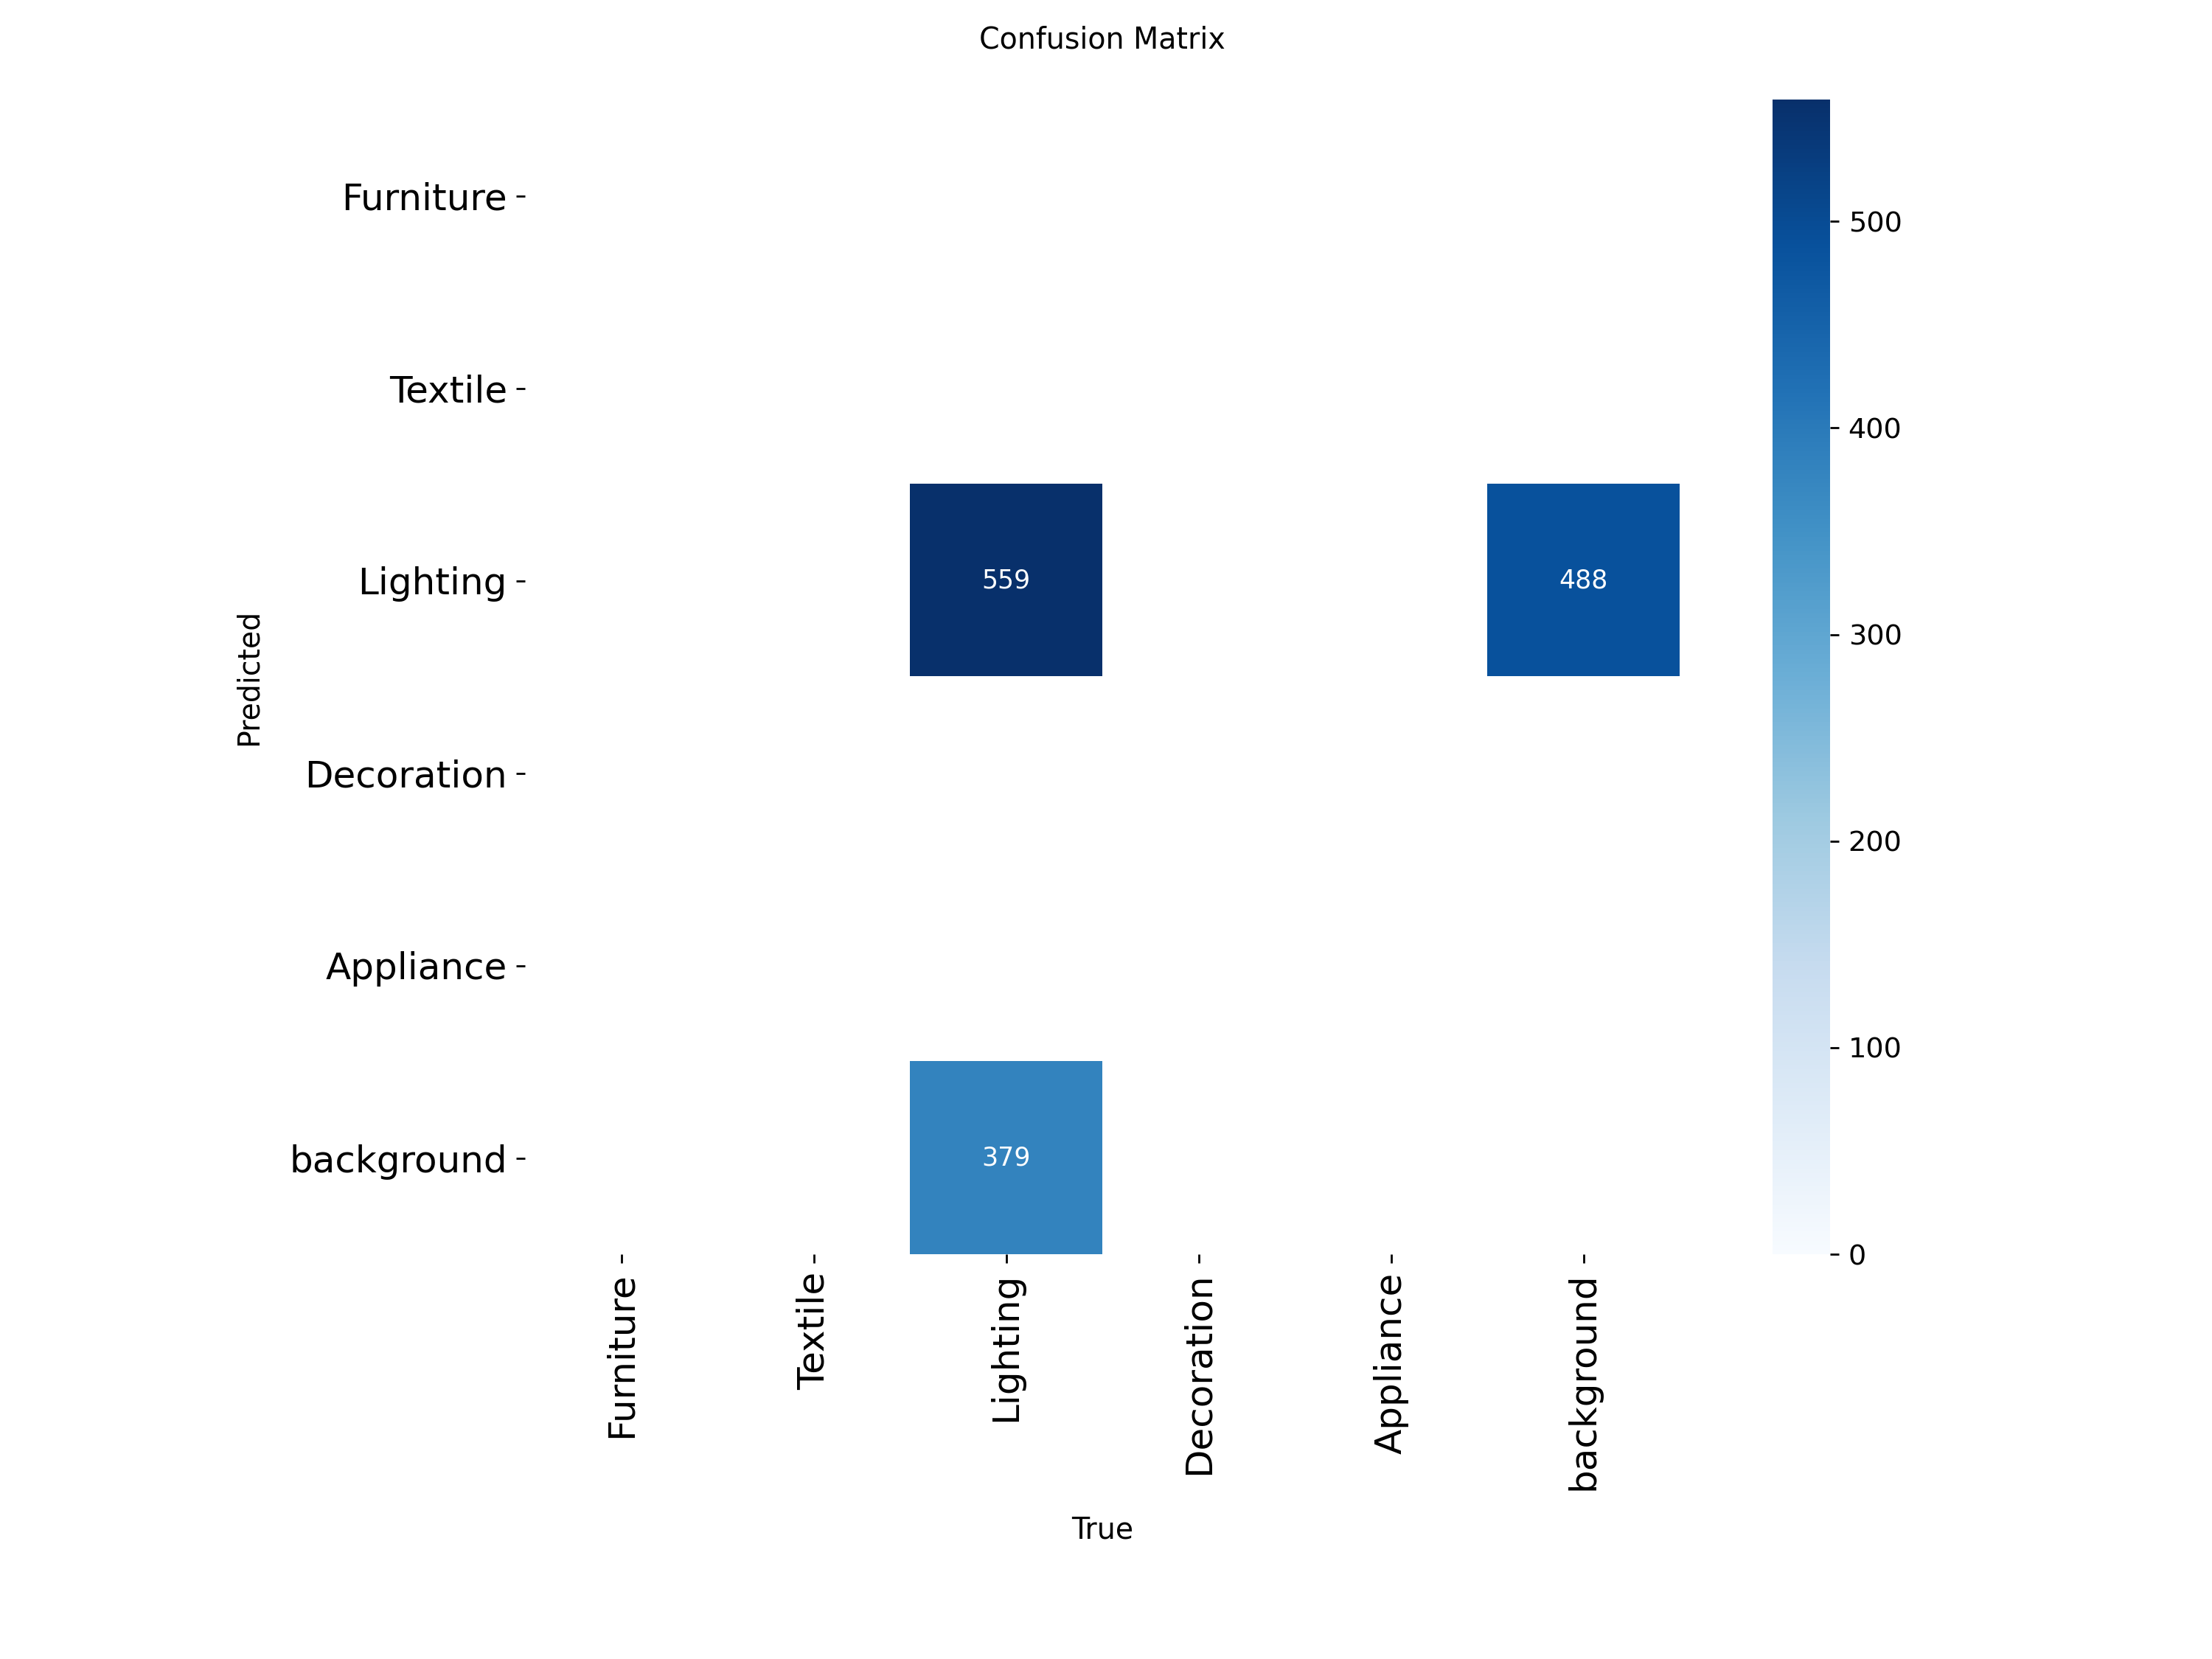 Confusion Matrix
Furniture
Textile
Lighting
Decoration
Appliance
background
Predicted
559
488
379
Furniture
Textile
Lighting
Decoration
Appliance
background
True
500
400
300
200
100
0